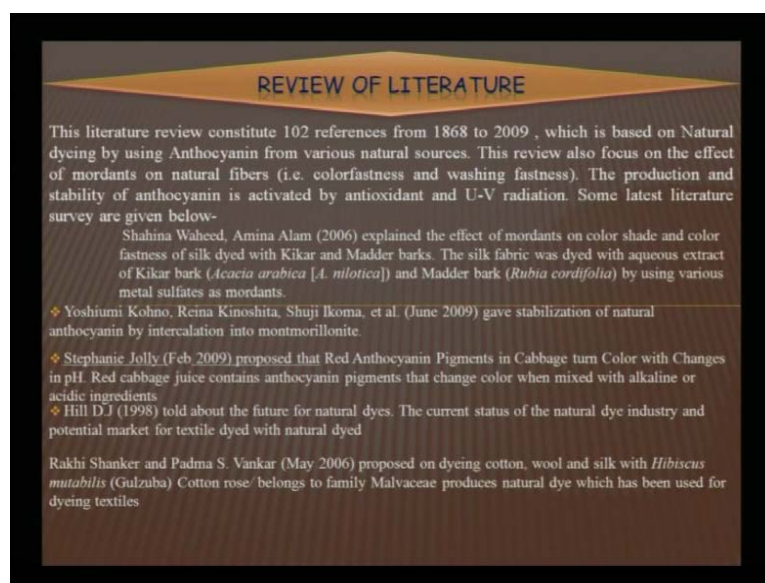 REVIEW OF LITERATURE
This literature review constitute 102 references from 1868 to 2009 , which is based on Natural
dyeing by using Anthocyanin from various natural sources. This review also focus on the effect
of mordants on natural fibers (i.e. colorfastness and washing fastness). The production and
stability of anthocyanin is activated by antioxidant and U-V radiation. Some latest literature
survey are given below-
Shahina Waheed, Amina Alam (2006) explained the effect of mordants on color shade and color
fastness of silk dyed with Kikar and Madder barks. The silk fabric was dyed with aqueous extract
of Kikar bark (Acacia arabica [A. nilotica]) and Madder bark (Rubia cordifolia) by using various
metal sulfates as mordants.
❖ Yoshiumi Kohno, Reina Kinoshita, Shuji Ikoma, et al. (June 2009) gave stabilization of natural
anthocyanin by intercalation into montmorillonite.
❖ Stephanie Jolly (Feb 2009) proposed that Red Anthocyanin Pigments in Cabbage turn Color with Changes
in pH. Red cabbage juice contains anthocyanin pigments that change color when mixed with alkaline or
acidic ingredients
❖ Hill DJ (1998) told about the future for natural dyes. The current status of the natural dye industry and
potential market for textile dyed with natural dyed
Rakhi Shanker and Padma S. Vankar (May 2006) proposed on dyeing cotton, wool and silk with Hibiscus
mutabilis (Gulzuba) Cotton rose/ belongs to family Malvaceae produces natural dye which has been used for
dyeing textiles